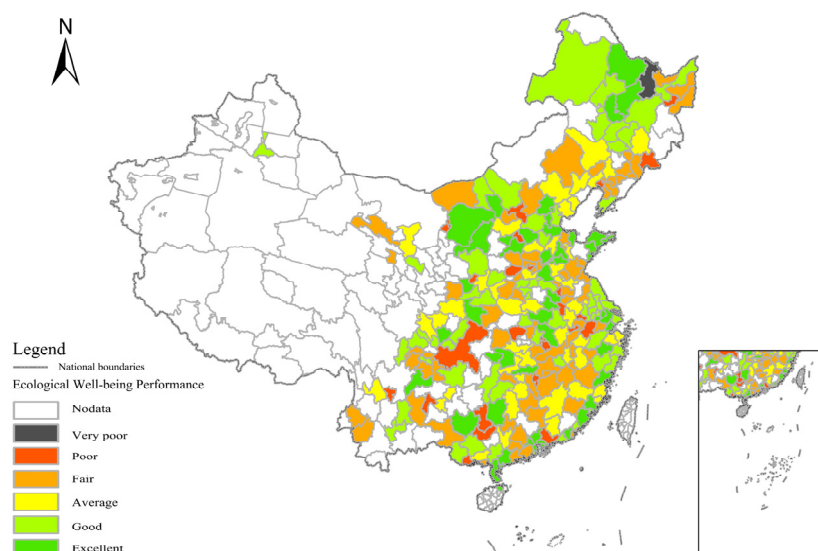 N
Legend
National boundaries
Ecological Well-being Performance
Nodata
Very poor
Poor
Fair
Average
Good
Excellent